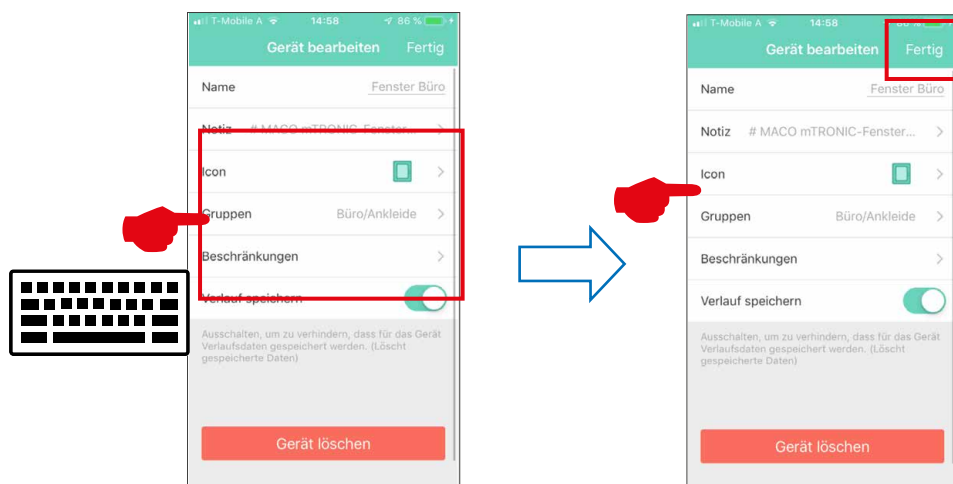 T-Mobile A 14:58 86 %
Gerät bearbeiten Fertig
Name Fenster Büro
Notiz # MACO mTRONIC-Fenster...
Icon
Gruppen Büro/Ankleide
Beschränkungen
Verlauf speichern
Ausschalten, um zu verhindern, dass für das Gerät
Verlaufsdaten gespeichert werden. (Löscht
gespeicherte Daten)
Gerät löschen
T-Mobile A 14:58 86 %
Gerät bearbeiten Fertig
Name Fenster Büro
Notiz # MACO mTRONIC-Fenster...
Icon
Gruppen Büro/Ankleide
Beschränkungen
Verlauf speichern
Ausschalten, um zu verhindern, dass für das Gerät
Verlaufsdaten gespeichert werden. (Löscht
gespeicherte Daten)
Gerät löschen